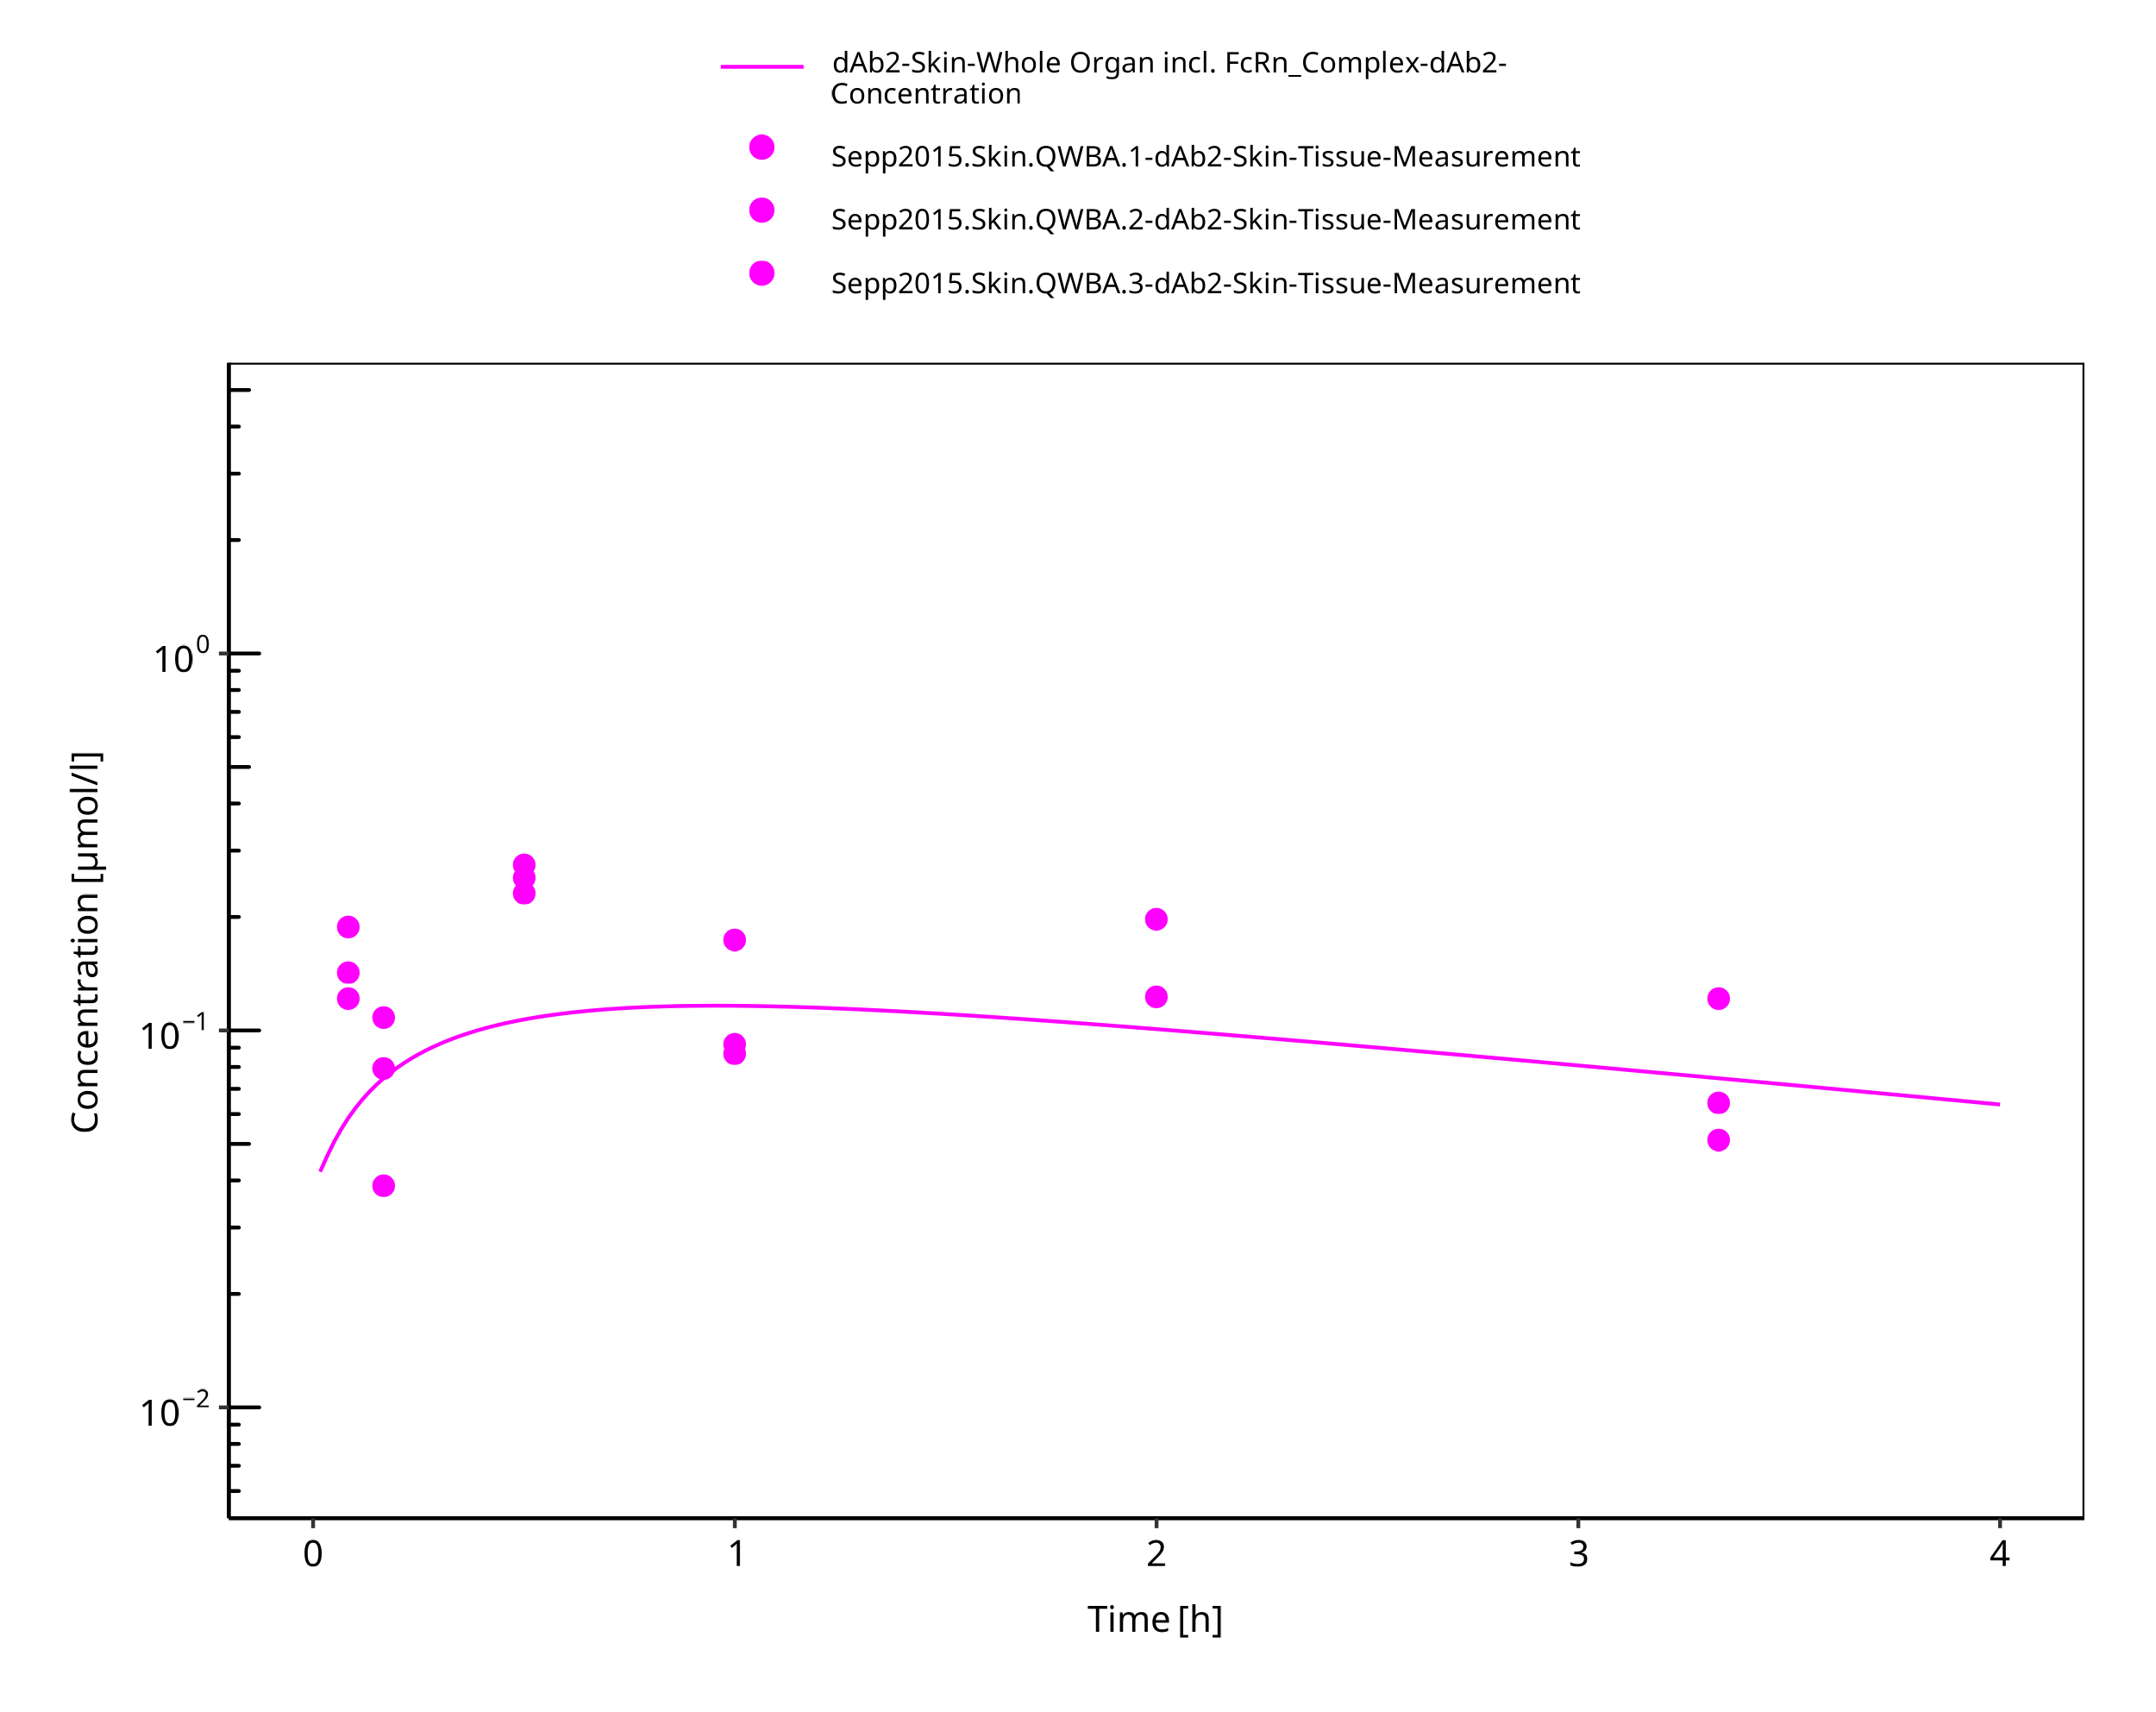 dAb2-Skin-Whole Organ incl. FcRn_Complex-dAb2-
Concentration
Sepp2015.Skin.QWBA.1-dAb2-Skin-Tissue-Measurement
Sepp2015.Skin.QWBA.2-dAb2-Skin-Tissue-Measurement
Sepp2015.Skin.QWBA.3-dAb2-Skin-Tissue-Measurement
10⁰
10⁻¹
10⁻²
Concentration [µmol/l]
0 1 2 3 4
Time [h]